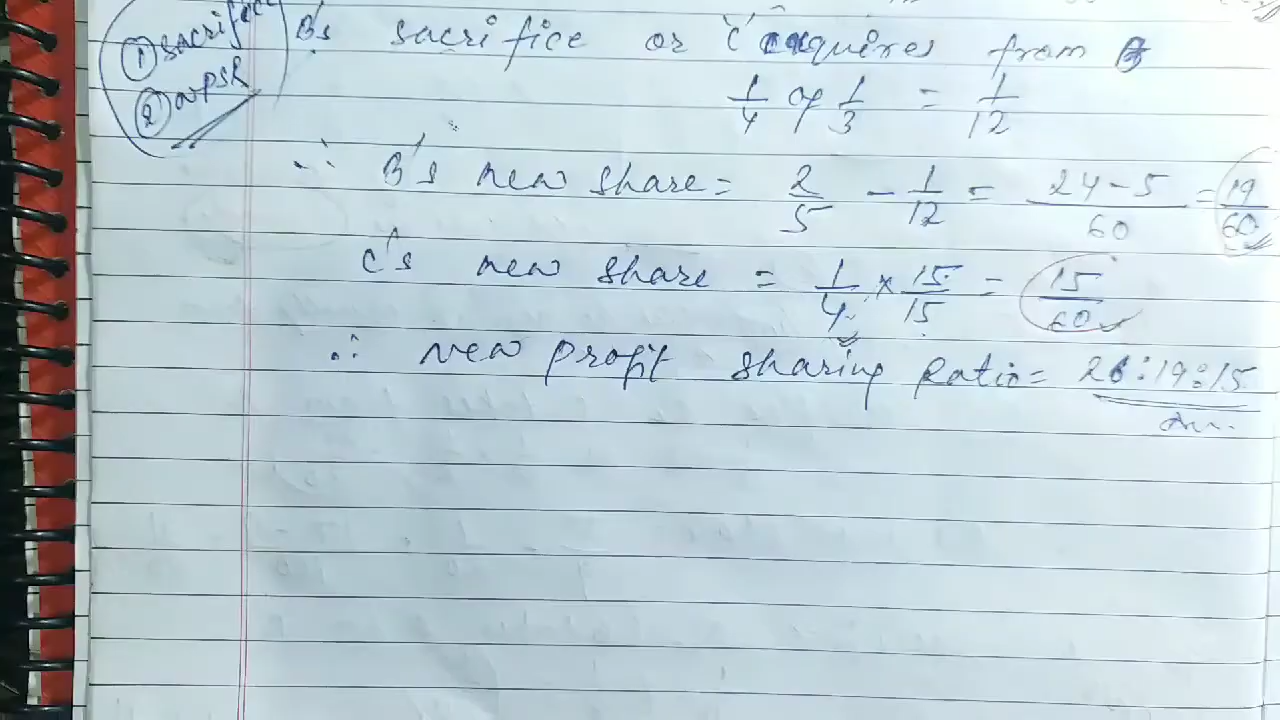 ① sacrifice
② NPSR
B's sacrifice or C acquires from B
1/4 of 1/3 = 1/12
∴ B's new share = 2/5 - 1/12 = 24-5/60 = 19/60
C's new share = 1/4 × 15/15 = 15/60
∴ New profit sharing Ratio = 26:19:15
Ans.